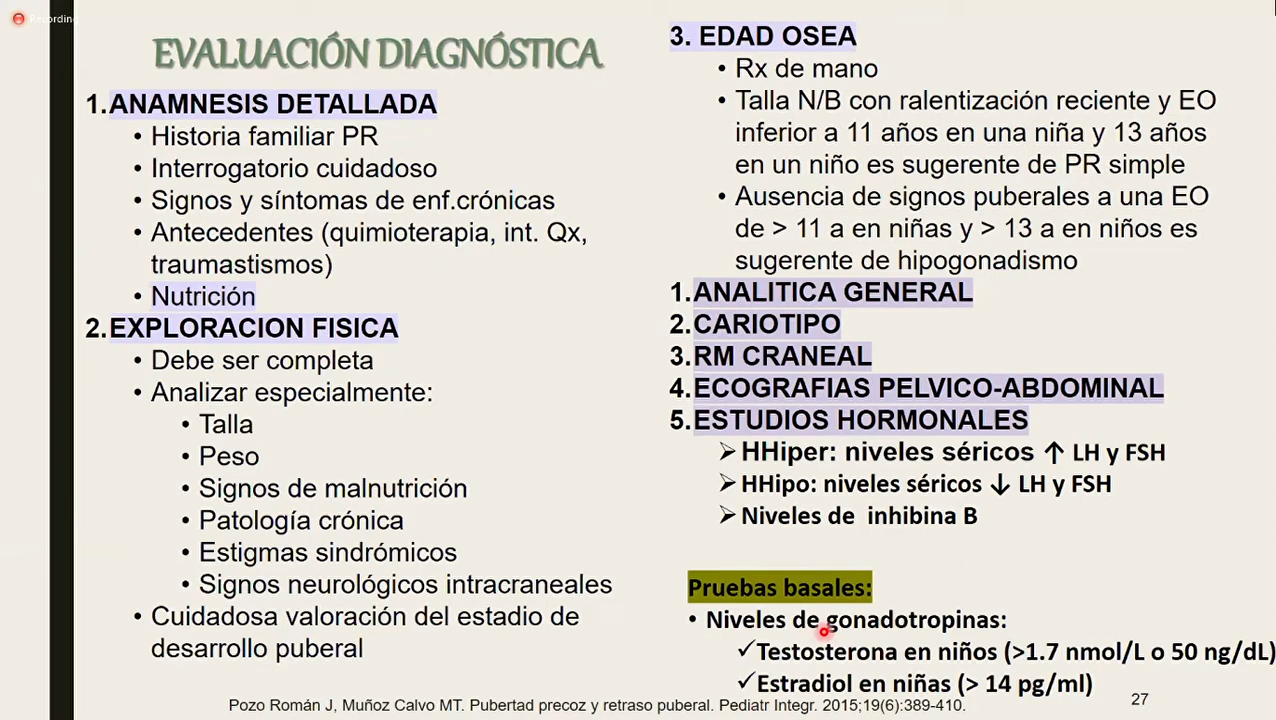 Recording
EVALUACIÓN DIAGNÓSTICA
1. ANAMNESIS DETALLADA
• Historia familiar PR
• Interrogatorio cuidadoso
• Signos y síntomas de enf.crónicas
• Antecedentes (quimioterapia, int. Qx,
traumastismos)
• Nutrición
2. EXPLORACION FISICA
• Debe ser completa
• Analizar especialmente:
• Talla
• Peso
• Signos de malnutrición
• Patología crónica
• Estigmas sindrómicos
• Signos neurológicos intracraneales
• Cuidadosa valoración del estadio de
desarrollo puberal
3. EDAD OSEA
• Rx de mano
• Talla N/B con ralentización reciente y EO
inferior a 11 años en una niña y 13 años
en un niño es sugerente de PR simple
• Ausencia de signos puberales a una EO
de > 11 a en niñas y > 13 a en niños es
sugerente de hipogonadismo
1. ANALITICA GENERAL
2. CARIOTIPO
3. RM CRANEAL
4. ECOGRAFIAS PELVICO-ABDOMINAL
5. ESTUDIOS HORMONALES
➢ HHiper: niveles séricos ↑ LH y FSH
➢ HHipo: niveles séricos ↓ LH y FSH
➢ Niveles de inhibina B
Pruebas basales:
• Niveles de gonadotropinas:
✓ Testosterona en niños (>1.7 nmol/L o 50 ng/dL)
✓ Estradiol en niñas (> 14 pg/ml)
Pozo Román J, Muñoz Calvo MT. Pubertad precoz y retraso puberal. Pediatr Integr. 2015;19(6):389-410.
27